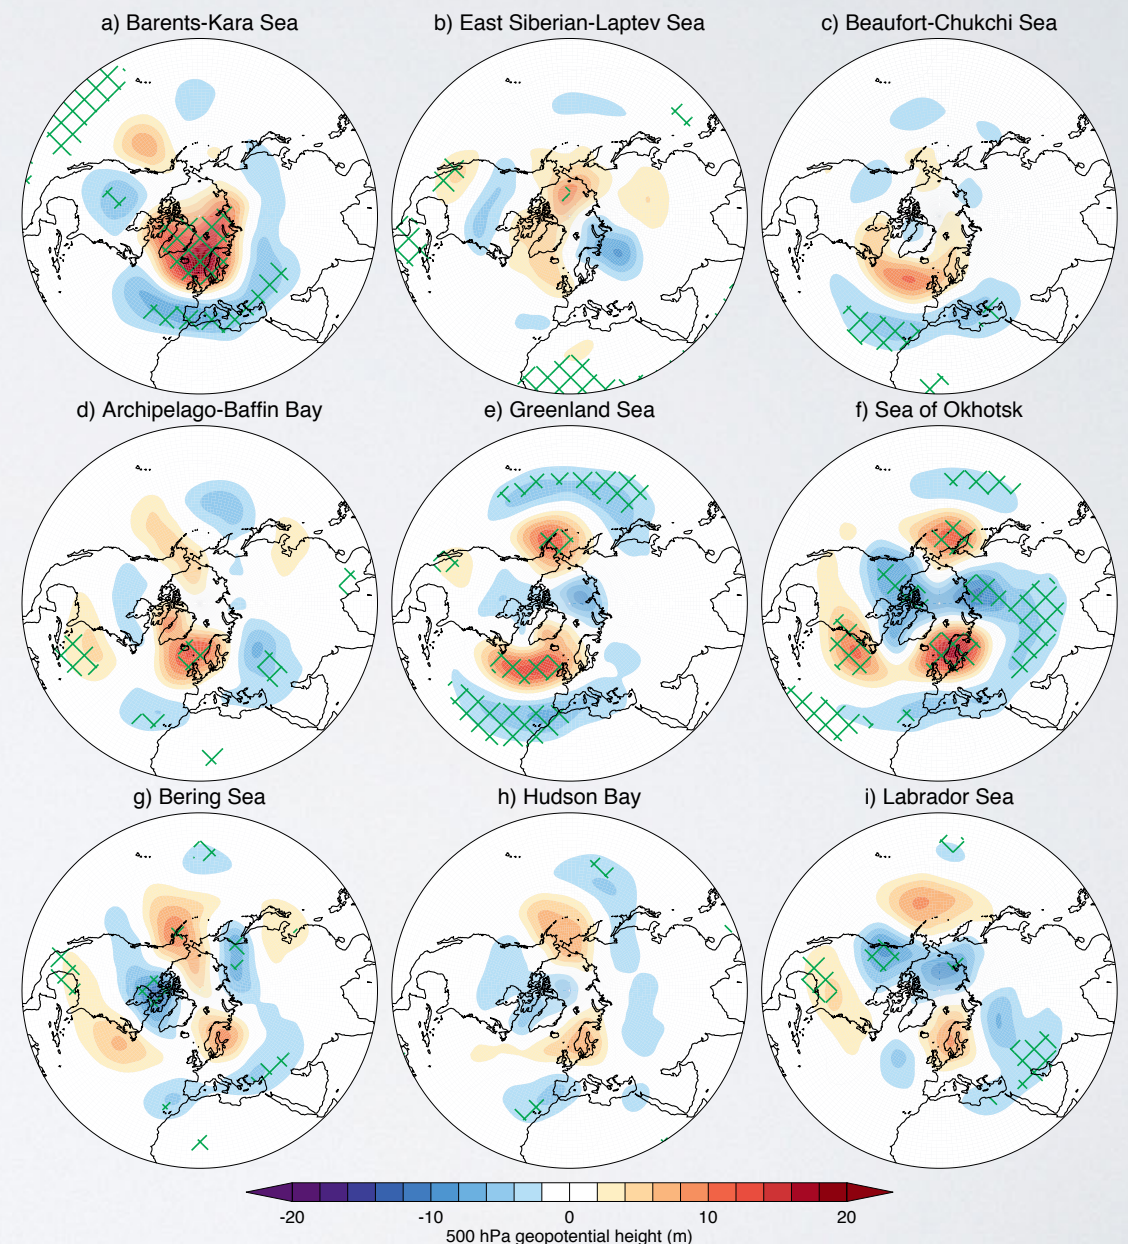 a) Barents-Kara Sea
b) East Siberian-Laptev Sea
c) Beaufort-Chukchi Sea
d) Archipelago-Baffin Bay
e) Greenland Sea
f) Sea of Okhotsk
g) Bering Sea
h) Hudson Bay
i) Labrador Sea
-20 -10 0 10 20
500 hPa geopotential height (m)